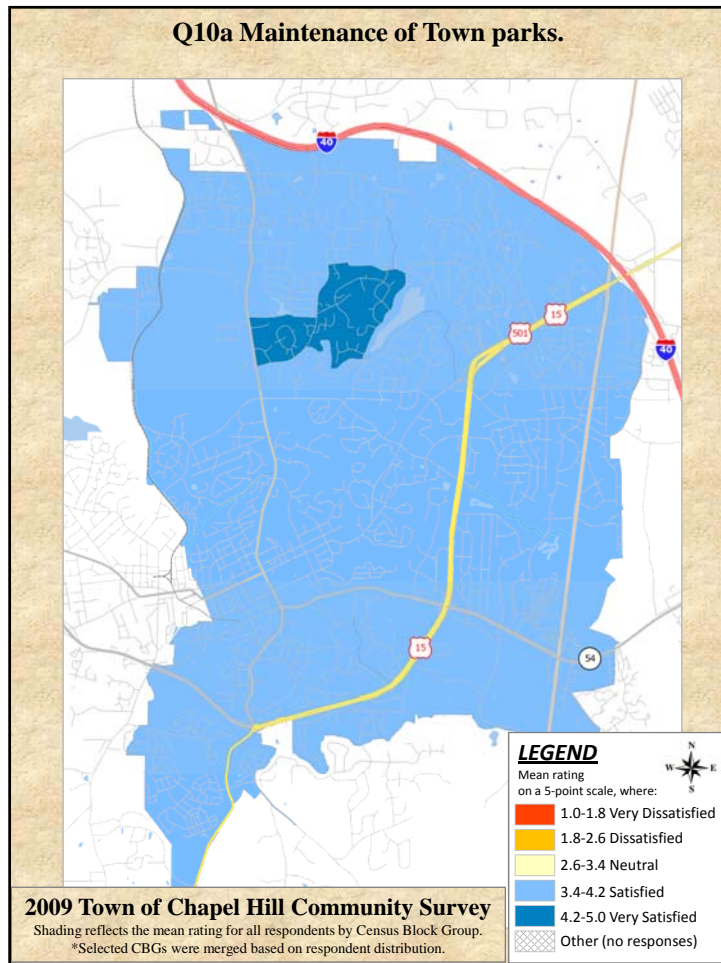 Q10a Maintenance of Town parks.
40
15
501
40
15
54
LEGEND
N
W E
S
Mean rating
on a 5-point scale, where:
1.0-1.8 Very Dissatisfied
1.8-2.6 Dissatisfied
2.6-3.4 Neutral
3.4-4.2 Satisfied
4.2-5.0 Very Satisfied
Other (no responses)
2009 Town of Chapel Hill Community Survey
Shading reflects the mean rating for all respondents by Census Block Group.
*Selected CBGs were merged based on respondent distribution.